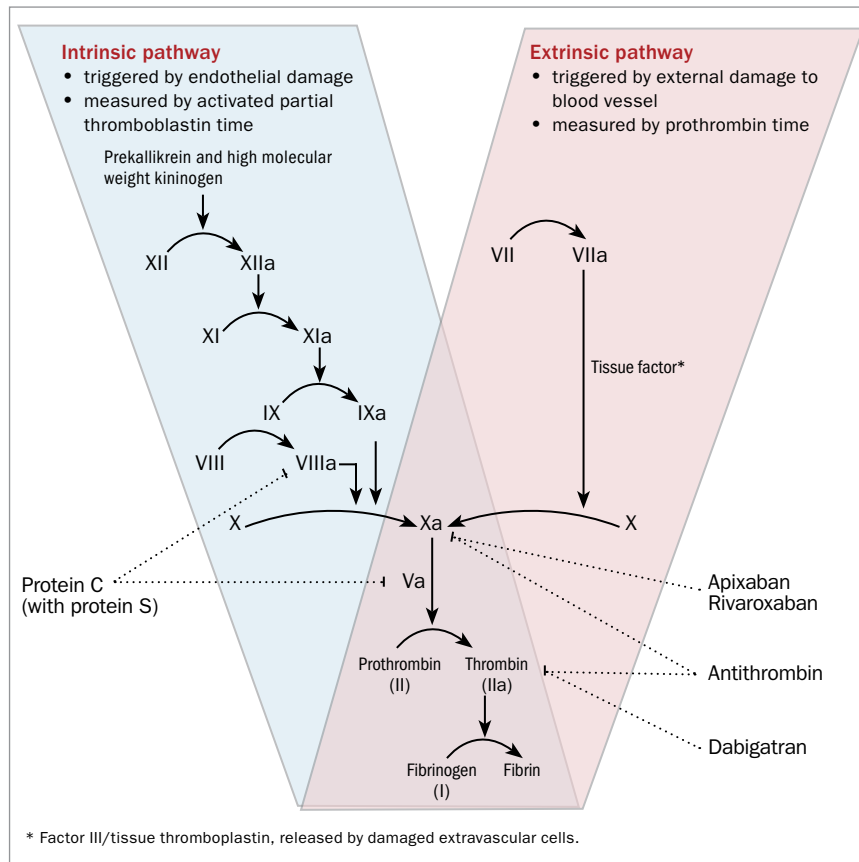 Intrinsic pathway
• triggered by endothelial damage
• measured by activated partial
thromboblastin time
Prekallikrein and high molecular
weight kininogen
XII
XIIa
XI
XIa
IX
IXa
VIII
VIIIa
X
Extrinsic pathway
• triggered by external damage to
blood vessel
• measured by prothrombin time
VII
VIIa
Tissue factor*
Xa
X
Protein C
(with protein S)
Va
Apixaban
Rivaroxaban
Prothrombin
(II)
Thrombin
(IIa)
Antithrombin
Dabigatran
Fibrinogen
(I)
Fibrin
* Factor III/tissue thromboplastin, released by damaged extravascular cells.